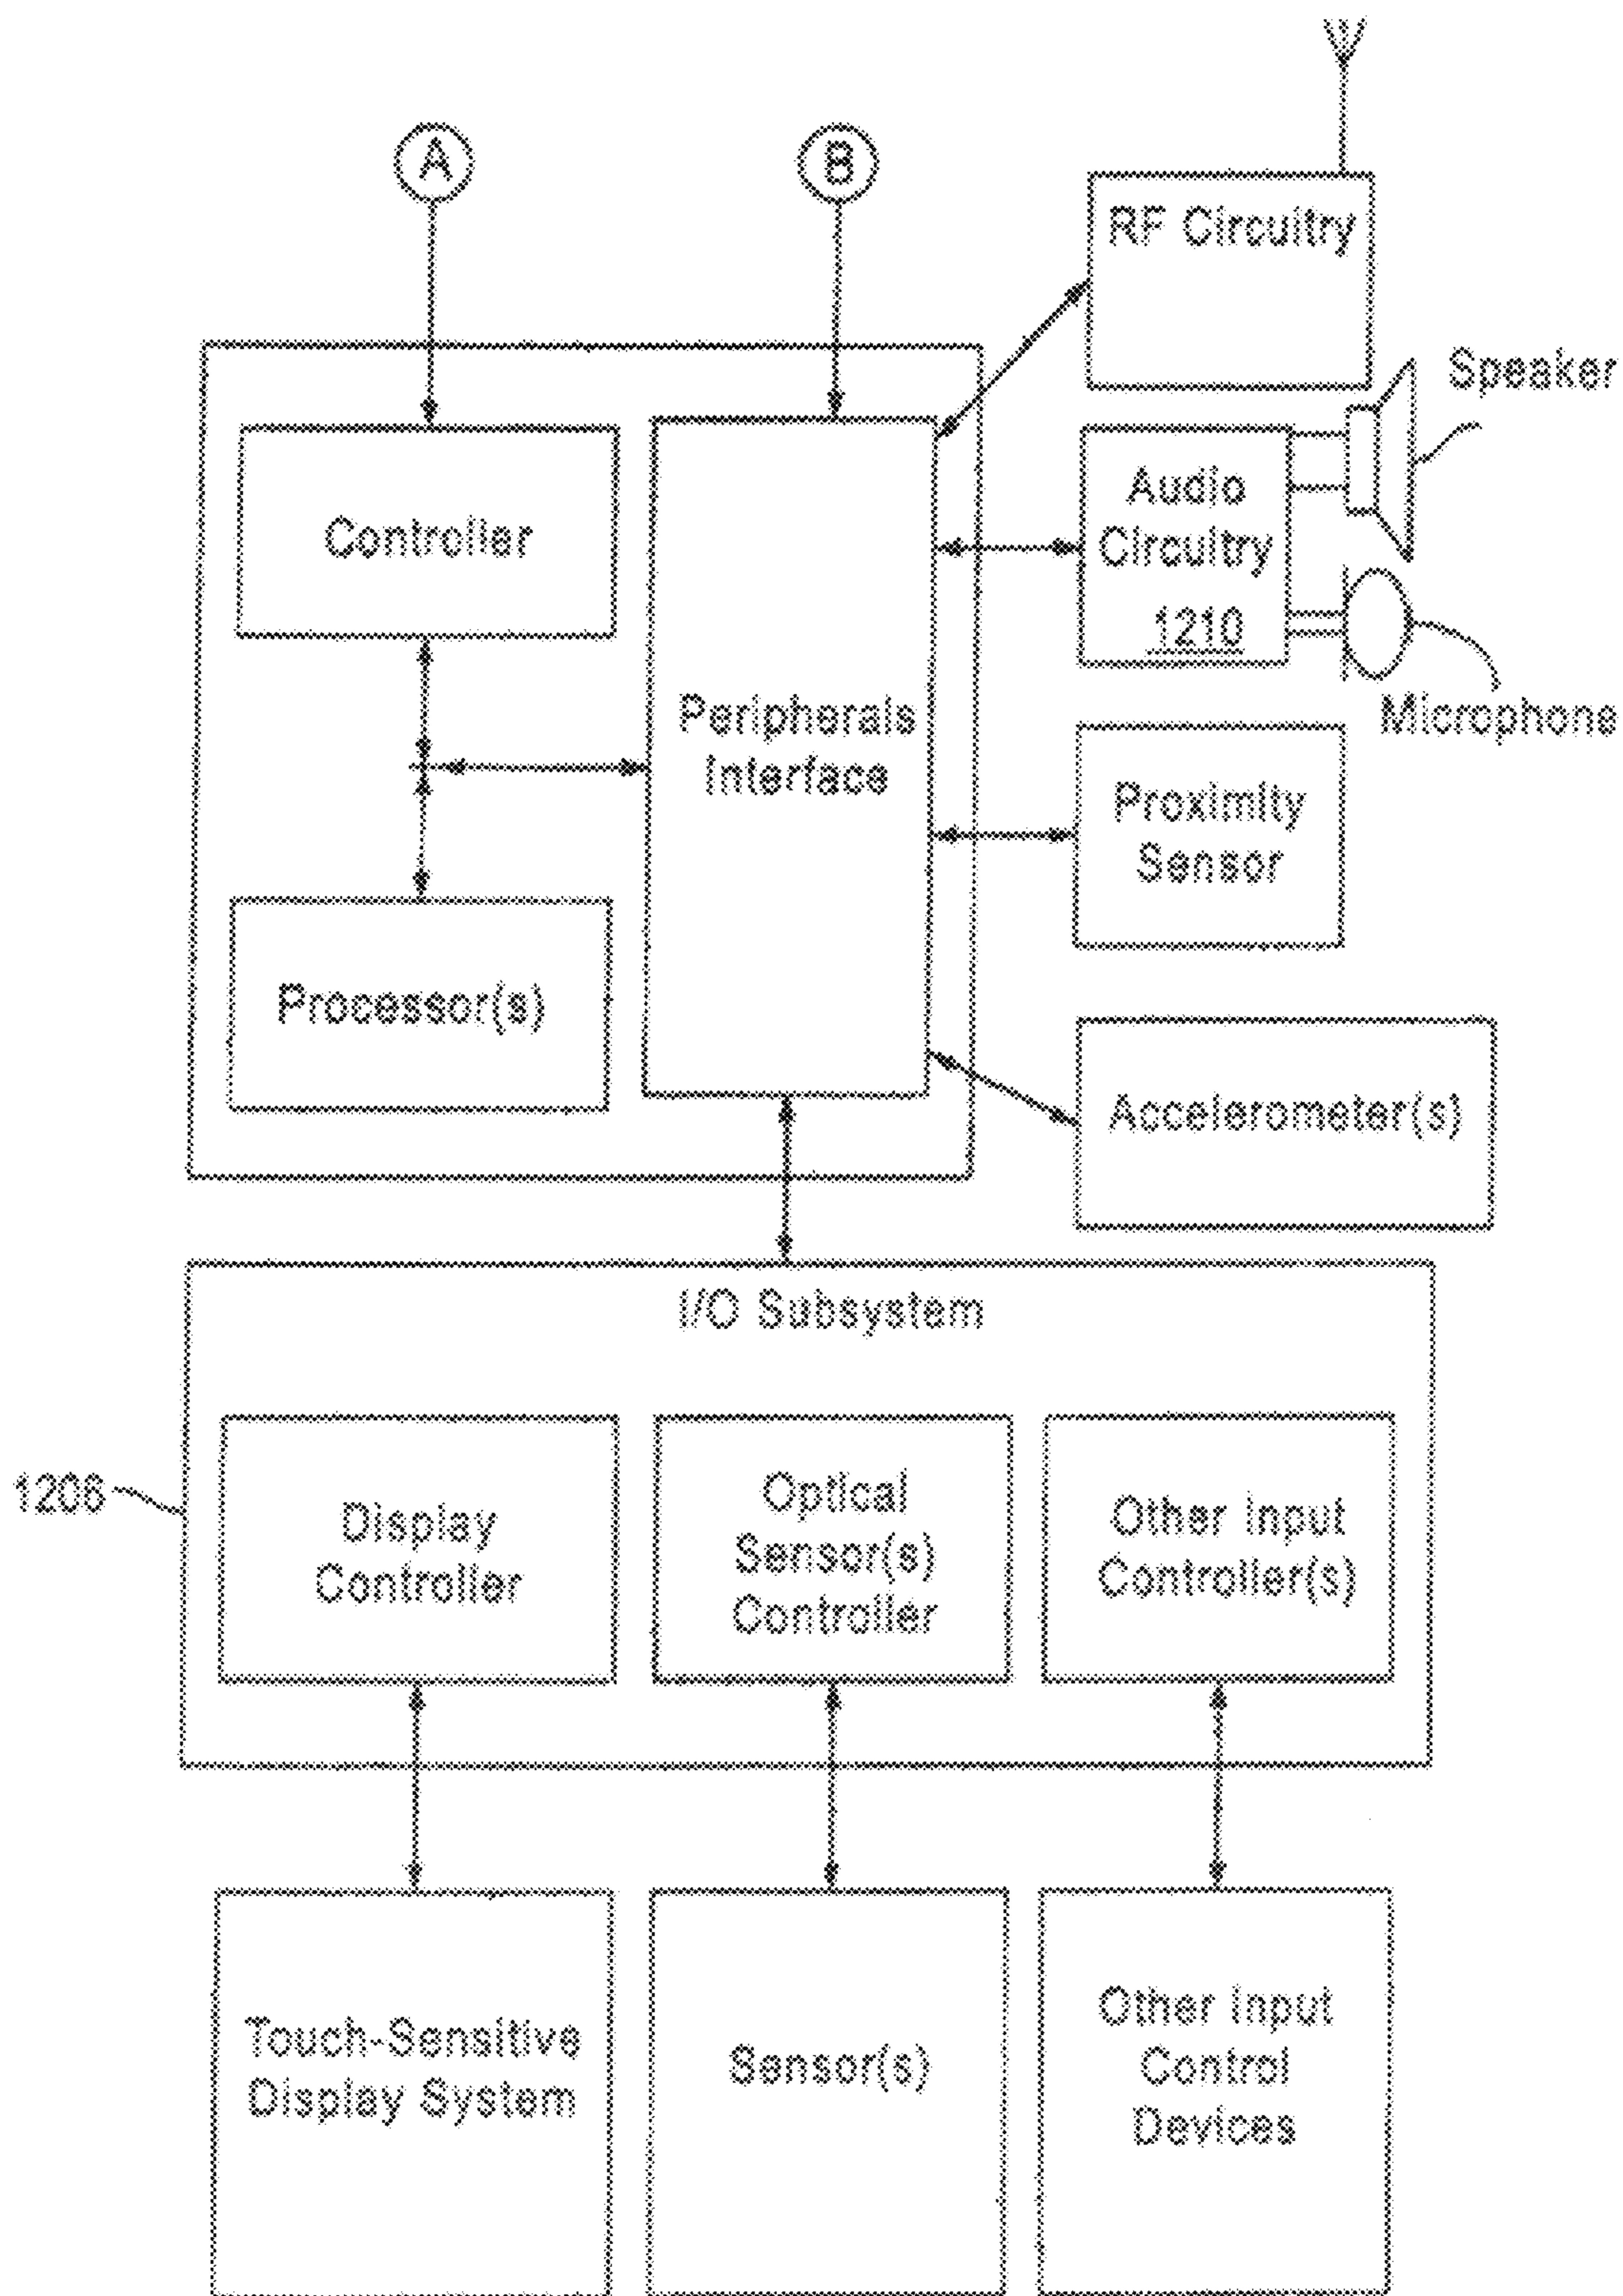 A
B
RF Circuitry
Speaker
Audio
Circuitry
1210
Microphone
Controller
Peripherals
Interface
Proximity
Sensor
Processor(s)
Accelerometer(s)
I/O Subsystem
1206
Display
Controller
Optical
Sensor(s)
Controller
Other Input
Controller(s)
Touch-Sensitive
Display System
Sensor(s)
Other Input
Control
Devices